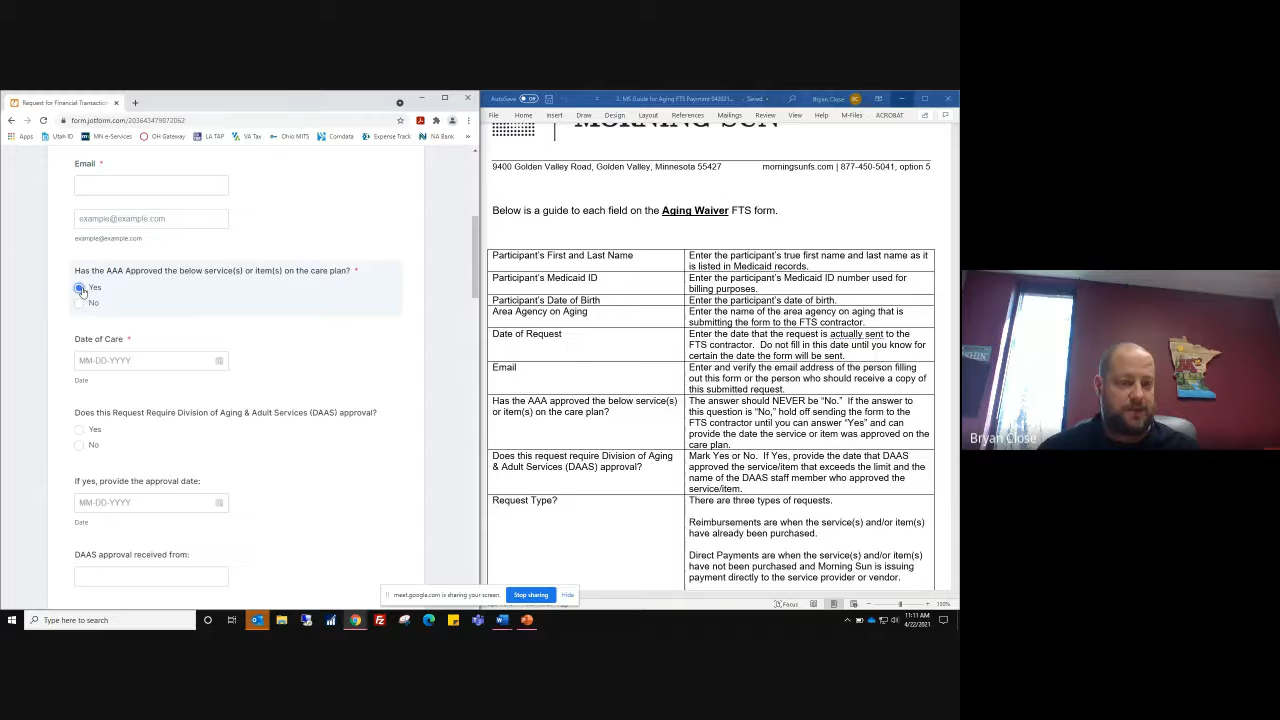 Request for Financial Transaction
form.jotform.com/203643479872062
Apps
Utah ID
MN e-Services
OH Gateway
LA TAP
VA Tax
Ohio MITS
Comdata
Expense Track
NA Bank
Email *
example@example.com
example@example.com
Has the AAA Approved the below service(s) or item(s) on the care plan? *
Yes
No
Date of Care *
MM-DD-YYYY
Date
Does this Request Require Division of Aging & Adult Services (DAAS) approval?
Yes
No
If yes, provide the approval date:
MM-DD-YYYY
Date
DAAS approval received from:
AutoSave Off
2. MS Guide for Aging FTS Payment 042021...
Saved
Bryan Close
BC
File Home Insert Draw Design Layout References Mailings Review View Help M-Files ACROBAT
MORNING SUN
9400 Golden Valley Road, Golden Valley, Minnesota 55427
morningsunfs.com | 877-450-5041, option 5
Below is a guide to each field on the Aging Waiver FTS form.
Participant's First and Last Name
Enter the participant's true first name and last name as it
is listed in Medicaid records.
Participant's Medicaid ID
Enter the participant's Medicaid ID number used for
billing purposes.
Participant's Date of Birth
Enter the participant's date of birth.
Area Agency on Aging
Enter the name of the area agency on aging that is
submitting the form to the FTS contractor.
Date of Request
Enter the date that the request is actually sent to the
FTS contractor. Do not fill in this date until you know for
certain the date the form will be sent.
Email
Enter and verify the email address of the person filling
out this form or the person who should receive a copy of
this submitted request.
Has the AAA approved the below service(s)
or item(s) on the care plan?
The answer should NEVER be "No." If the answer to
this question is "No," hold off sending the form to the
FTS contractor until you can answer "Yes" and can
provide the date the service or item was approved on the
care plan.
Does this request require Division of Aging
& Adult Services (DAAS) approval?
Mark Yes or No. If Yes, provide the date that DAAS
approved the service/item that exceeds the limit and the
name of the DAAS staff member who approved the
service/item.
Request Type?
There are three types of requests.
Reimbursements are when the service(s) and/or item(s)
have already been purchased.
Direct Payments are when the service(s) and/or item(s)
have not been purchased and Morning Sun is issuing
payment directly to the service provider or vendor.
meet.google.com is sharing your screen.
Stop sharing
Hide
Focus
100%
Type here to search
11:11 AM
4/22/2021
Bryan Close